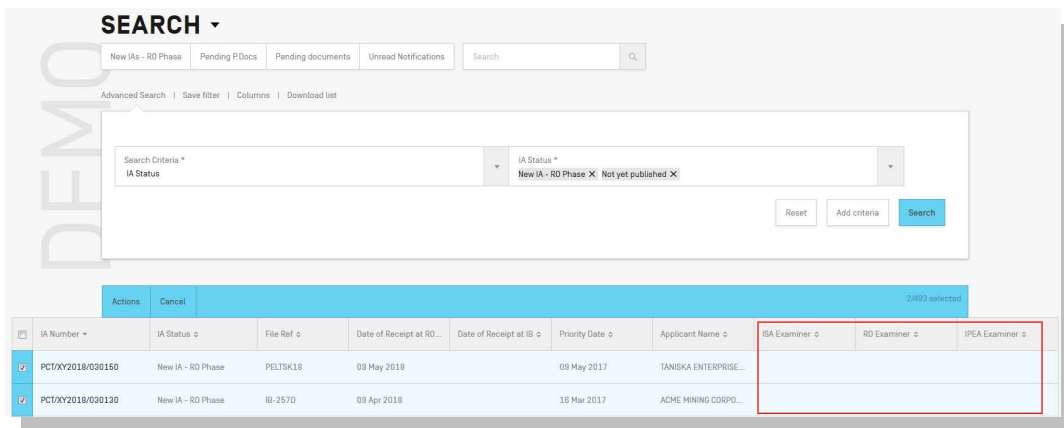 SEARCH
New IAs - RO Phase Pending P.Docs Pending documents Unread Notifications Search
Advanced Search | Save filter | Columns | Download list
DEMO
Search Criteria * IA Status *
IA Status New IA - RO Phase X Not yet published X
Reset Add criteria Search
Actions Cancel 2/493 selected
IA Number IA Status File Ref Date of Receipt at RO... Date of Receipt at IB Priority Date Applicant Name ISA Examiner RO Examiner IPEA Examiner
PCT/XY2018/030150 New IA - RO Phase PELTSK18 09 May 2018 09 May 2017 TANISKA ENTERPRISE...
PCT/XY2018/030130 New IA - RO Phase IB-257D 09 Apr 2018 16 Mar 2017 ACME MINING CORPO...